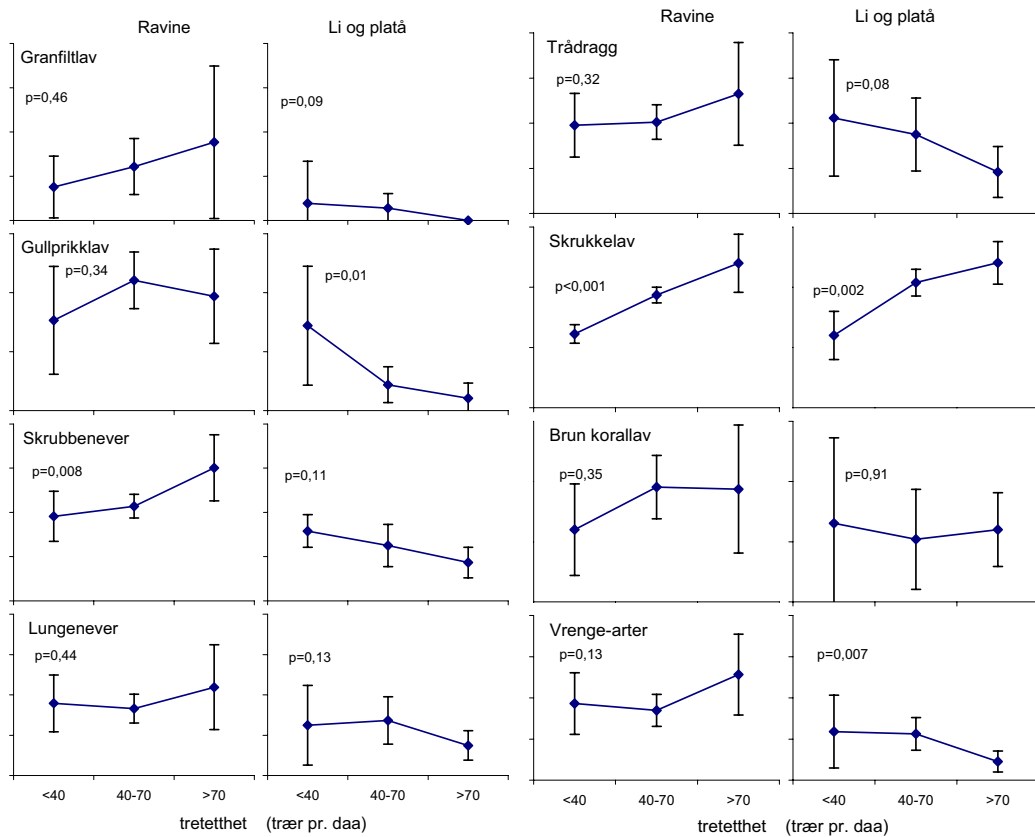 Ravine Li og platå
Granfiltlav
p=0,46 p=0,09
Gullprikklav
p=0,34 p=0,01
Skrubbenever
p=0,008 p=0,11
Lungenever
p=0,44 p=0,13
<40 40-70 >70 <40 40-70 >70
tretetthet (trær pr. daa)
Ravine Li og platå
Trådragg
p=0,32 p=0,08
Skrukkelav
p<0,001 p=0,002
Brun korallav
p=0,35 p=0,91
Vrenge-arter
p=0,13 p=0,007
<40 40-70 >70 <40 40-70 >70
tretetthet (trær pr. daa)